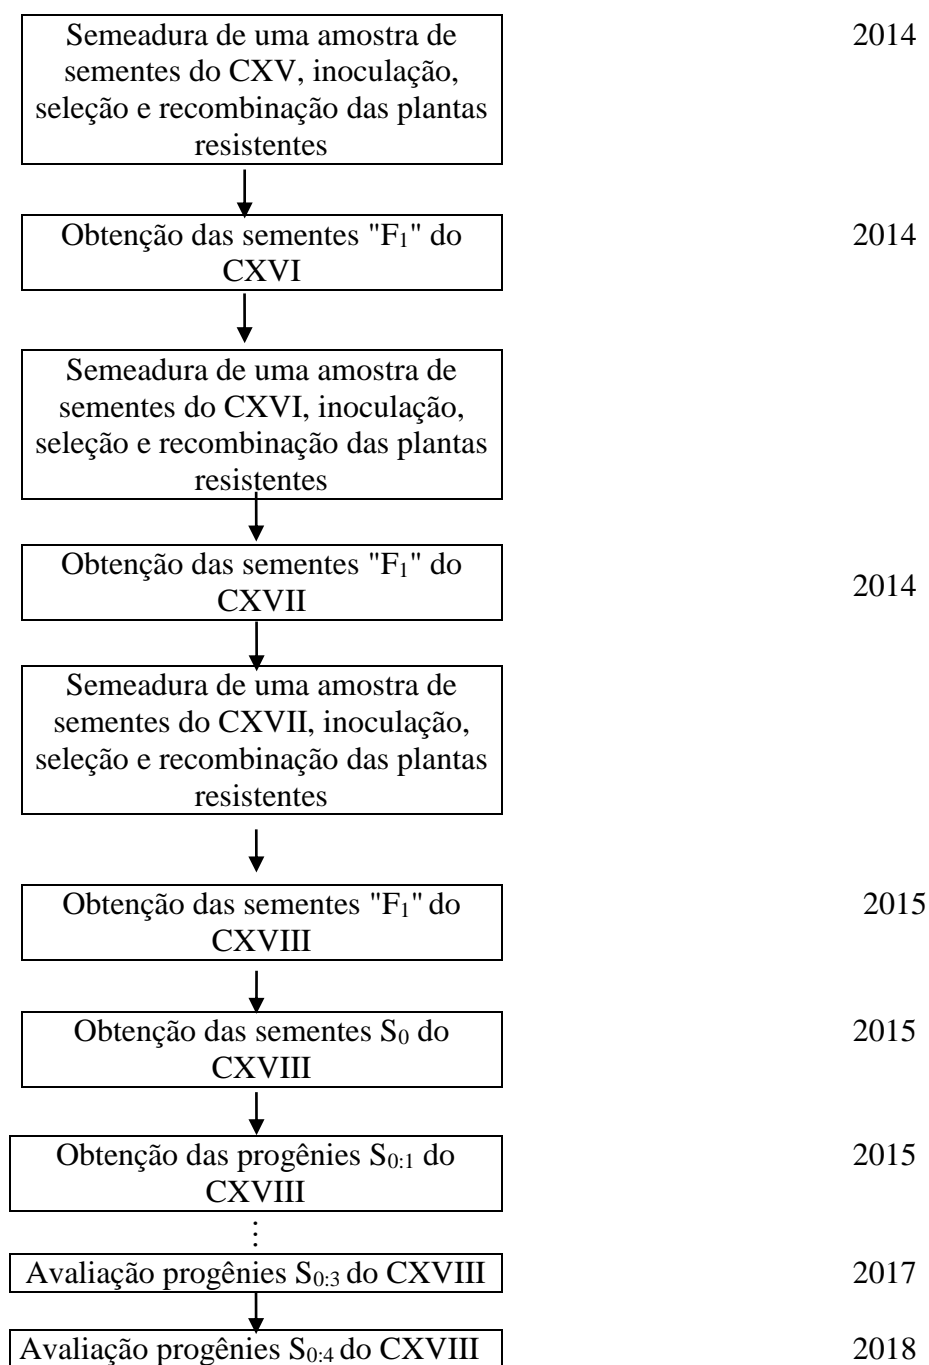 Semeadura de uma amostra de
2014
sementes do CXV, inoculação,
seleção e recombinação das plantas
resistentes
Obtenção das sementes "F₁" do
2014
CXVI
Semeadura de uma amostra de
sementes do CXVI, inoculação,
seleção e recombinação das plantas
resistentes
Obtenção das sementes "F₁" do
CXVII
2014
Semeadura de uma amostra de
sementes do CXVII, inoculação,
seleção e recombinação das plantas
resistentes
Obtenção das sementes "F₁" do
2015
CXVIII
Obtenção das sementes S₀ do
2015
CXVIII
Obtenção das progênies S₀:₁ do
2015
CXVIII
Avaliação progênies S₀:₃ do CXVIII
2017
Avaliação progênies S₀:₄ do CXVIII
2018